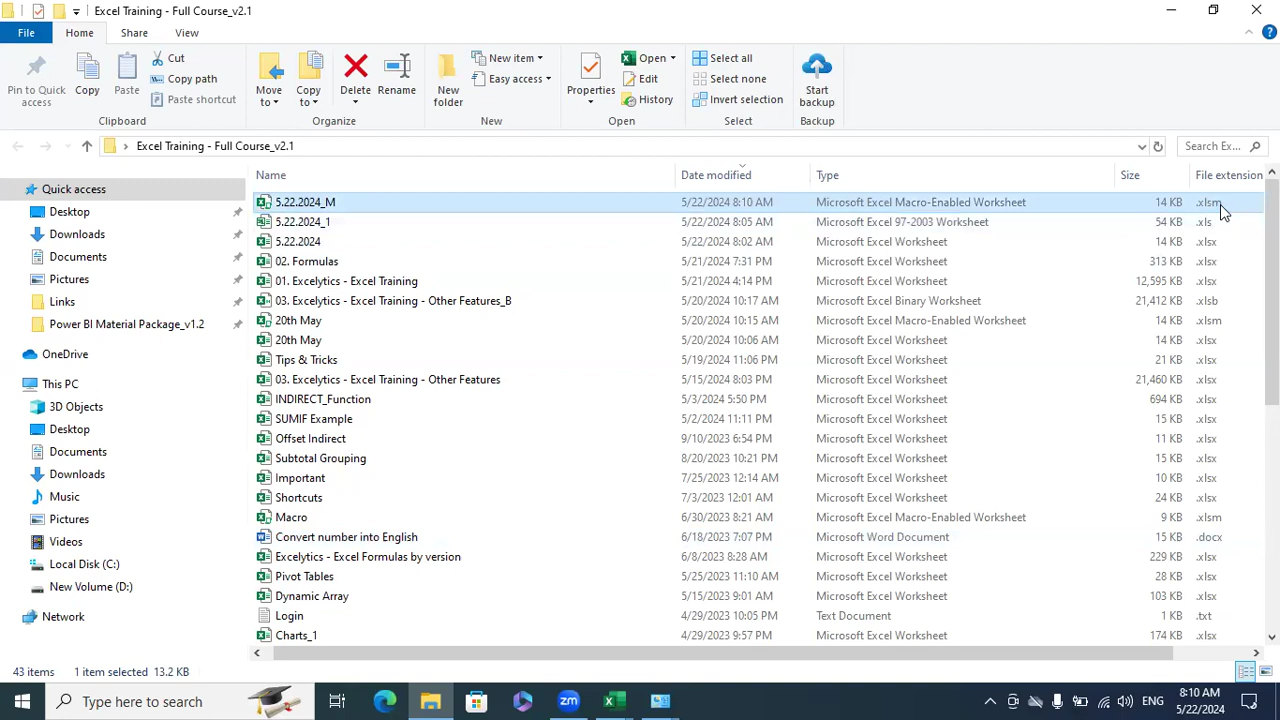 Excel Training - Full Course_v2.1
File Home Share View
Pin to Quick access
Copy
Paste
Cut
Copy path
Paste shortcut
Move to
Copy to
Delete
Rename
New folder
New item
Easy access
Properties
Open
Edit
History
Select all
Select none
Invert selection
Start backup
Clipboard Organize New Open Select Backup
Excel Training - Full Course_v2.1
Search Ex...
Name Date modified Type Size File extension
5.22.2024_M 5/22/2024 8:10 AM Microsoft Excel Macro-Enabled Worksheet 14 KB .xlsm
5.22.2024_1 5/22/2024 8:05 AM Microsoft Excel 97-2003 Worksheet 54 KB .xls
5.22.2024 5/22/2024 8:02 AM Microsoft Excel Worksheet 14 KB .xlsx
02. Formulas 5/21/2024 7:31 PM Microsoft Excel Worksheet 313 KB .xlsx
01. Excelytics - Excel Training 5/21/2024 4:14 PM Microsoft Excel Worksheet 12,595 KB .xlsx
03. Excelytics - Excel Training - Other Features_B 5/20/2024 10:17 AM Microsoft Excel Binary Worksheet 21,412 KB .xlsb
20th May 5/20/2024 10:15 AM Microsoft Excel Macro-Enabled Worksheet 14 KB .xlsm
20th May 5/20/2024 10:06 AM Microsoft Excel Worksheet 14 KB .xlsx
Tips & Tricks 5/19/2024 11:06 PM Microsoft Excel Worksheet 21 KB .xlsx
03. Excelytics - Excel Training - Other Features 5/15/2024 8:03 PM Microsoft Excel Worksheet 21,460 KB .xlsx
INDIRECT_Function 5/3/2024 5:50 PM Microsoft Excel Worksheet 694 KB .xlsx
SUMIF Example 5/2/2024 11:11 PM Microsoft Excel Worksheet 15 KB .xlsx
Offset Indirect 9/10/2023 6:54 PM Microsoft Excel Worksheet 11 KB .xlsx
Subtotal Grouping 8/20/2023 10:21 PM Microsoft Excel Worksheet 15 KB .xlsx
Important 7/25/2023 12:14 AM Microsoft Excel Worksheet 10 KB .xlsx
Shortcuts 7/3/2023 12:01 AM Microsoft Excel Worksheet 24 KB .xlsx
Macro 6/30/2023 8:21 AM Microsoft Excel Macro-Enabled Worksheet 9 KB .xlsm
Convert number into English 6/18/2023 7:07 PM Microsoft Word Document 15 KB .docx
Excelytics - Excel Formulas by version 6/8/2023 8:28 AM Microsoft Excel Worksheet 229 KB .xlsx
Pivot Tables 5/25/2023 11:10 AM Microsoft Excel Worksheet 28 KB .xlsx
Dynamic Array 5/15/2023 9:01 AM Microsoft Excel Worksheet 103 KB .xlsx
Login 4/29/2023 10:05 PM Text Document 1 KB .txt
Charts_1 4/29/2023 9:57 PM Microsoft Excel Worksheet 174 KB .xlsx
Quick access
Desktop
Downloads
Documents
Pictures
Links
Power BI Material Package_v1.2
OneDrive
This PC
3D Objects
Desktop
Documents
Downloads
Music
Pictures
Videos
Local Disk (C:)
New Volume (D:)
Network
43 items 1 item selected 13.2 KB
Type here to search
zm
ENG
8:10 AM
5/22/2024